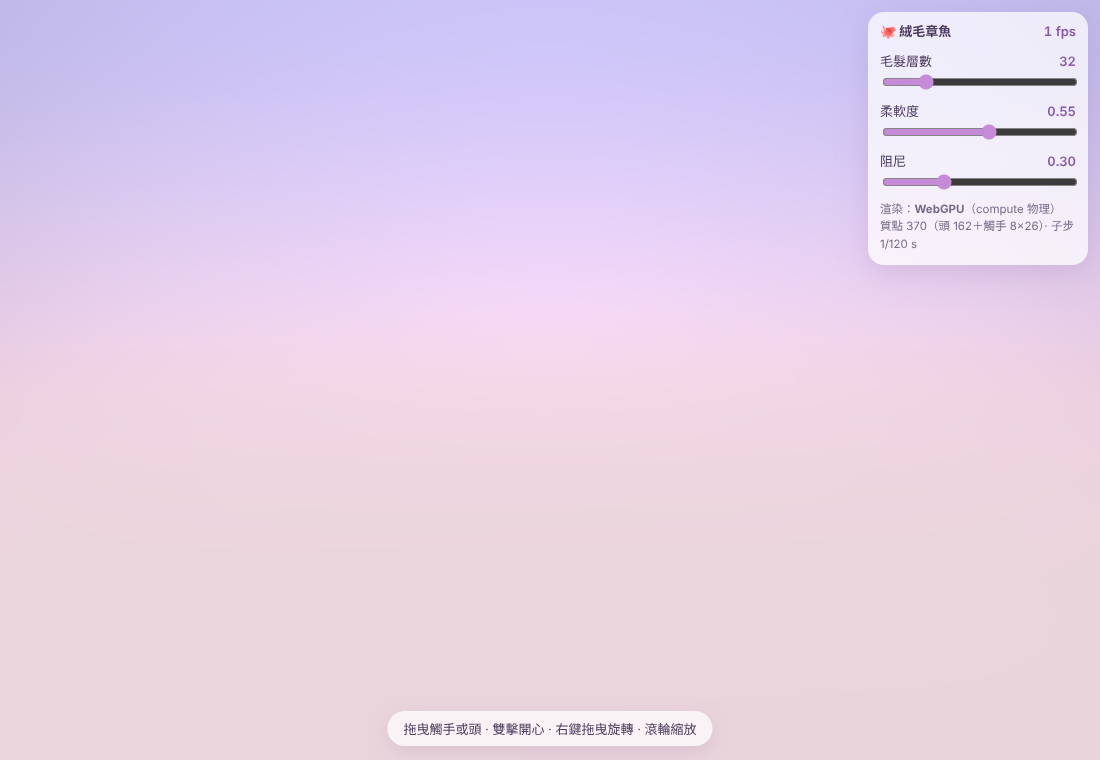 🐙 絨毛章魚 1 fps
毛髮層數 32
柔軟度 0.55
阻尼 0.30
渲染：WebGPU（compute 物理）
質點 370（頭 162＋觸手 8×26）· 子步
1/120 s
拖曳觸手或頭 · 雙擊開心 · 右鍵拖曳旋轉 · 滾輪縮放